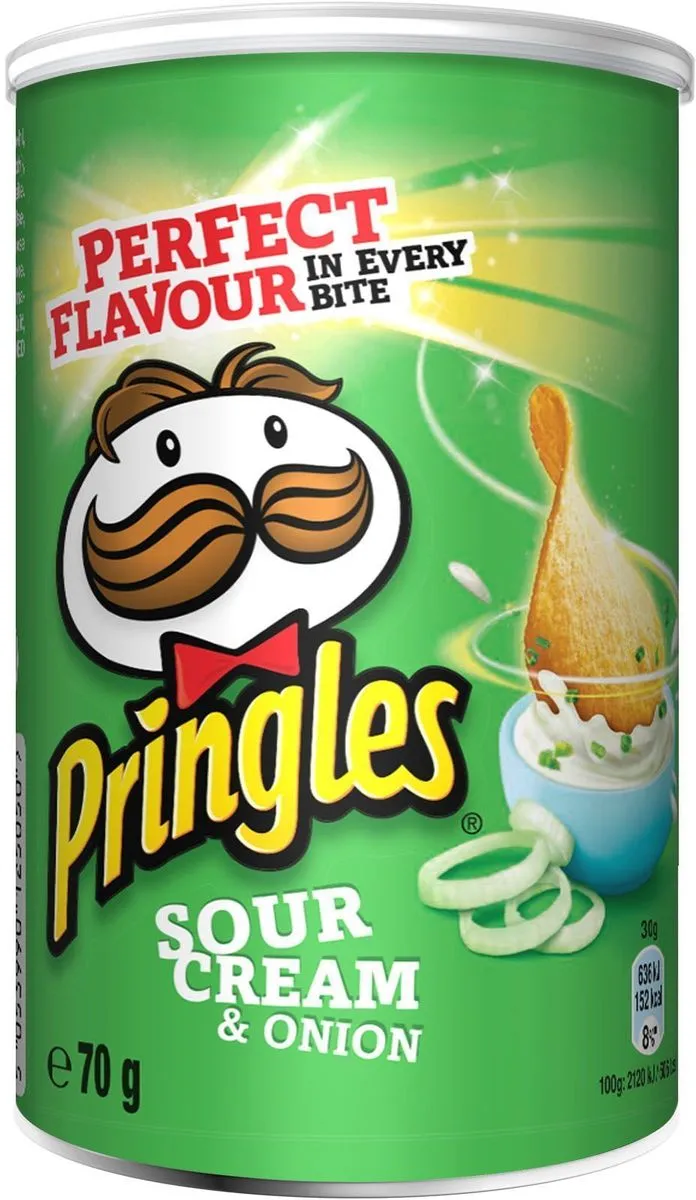 PERFECT
FLAVOUR
IN EVERY
BITE
Pringles®
SOUR
CREAM
& ONION
30g
636 kJ
152 kcal
8%
℮ 70 g